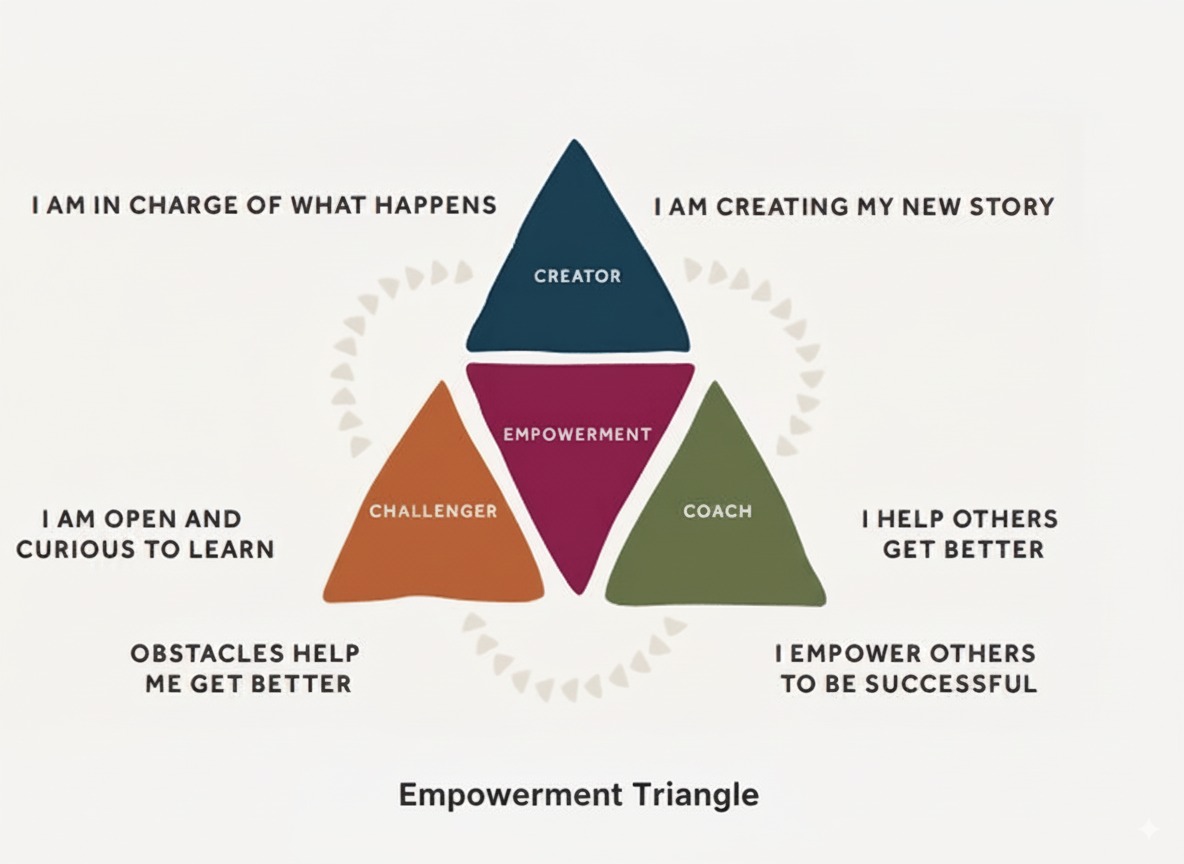 I AM IN CHARGE OF WHAT HAPPENS
I AM CREATING MY NEW STORY
CREATOR
EMPOWERMENT
CHALLENGER
COACH
I AM OPEN AND
CURIOUS TO LEARN
I HELP OTHERS
GET BETTER
OBSTACLES HELP
ME GET BETTER
I EMPOWER OTHERS
TO BE SUCCESSFUL
Empowerment Triangle